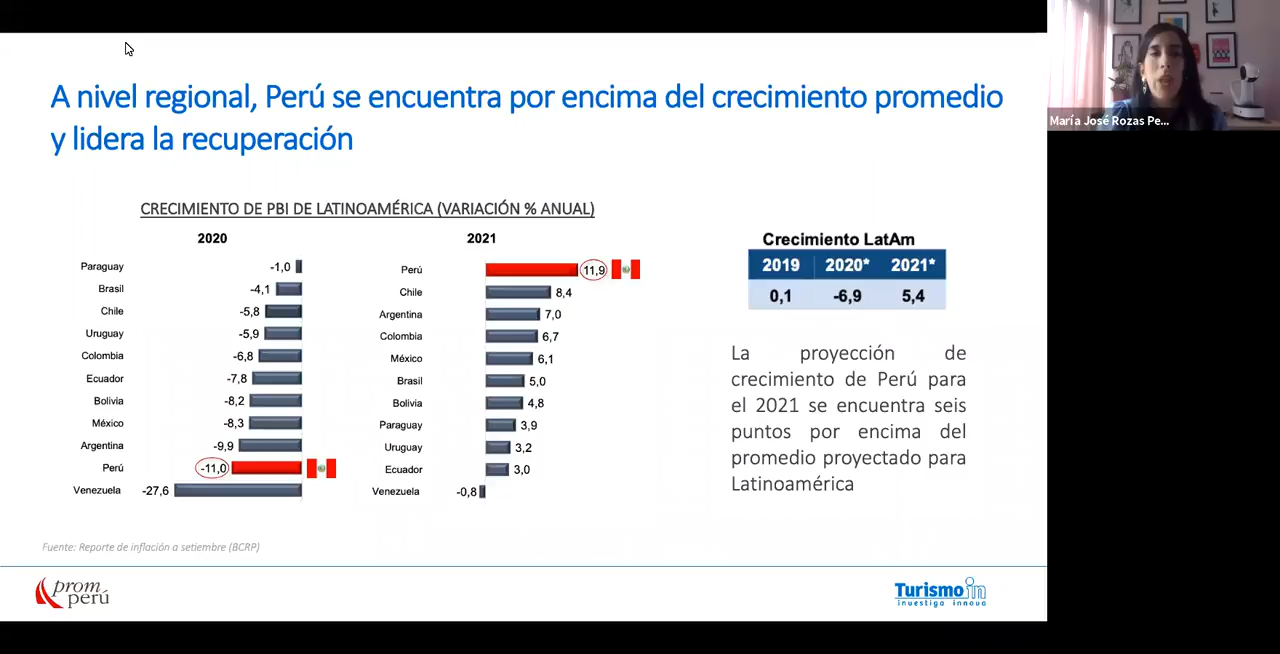 A nivel regional, Perú se encuentra por encima del crecimiento promedio
y lidera la recuperación
María José Rozas Pe...
CRECIMIENTO DE PBI DE LATINOAMÉRICA (VARIACIÓN % ANUAL)
2020
Paraguay -1,0
Brasil -4,1
Chile -5,8
Uruguay -5,9
Colombia -6,8
Ecuador -7,8
Bolivia -8,2
México -8,3
Argentina -9,9
Perú -11,0
Venezuela -27,6
2021
Perú 11,9
Chile 8,4
Argentina 7,0
Colombia 6,7
México 6,1
Brasil 5,0
Bolivia 4,8
Paraguay 3,9
Uruguay 3,2
Ecuador 3,0
Venezuela -0,8
Crecimiento LatAm
2019 2020* 2021*
0,1 -6,9 5,4
La proyección de
crecimiento de Perú para
el 2021 se encuentra seis
puntos por encima del
promedio proyectado para
Latinoamérica
Fuente: Reporte de inflación a setiembre (BCRP)
prom
perú
Turismo in
investiga innova